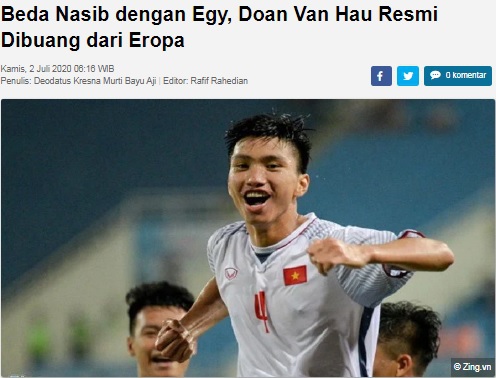 Beda Nasib dengan Egy, Doan Van Hau Resmi
Dibuang dari Eropa
Kamis, 2 Juli 2020 06:16 WIB
Penulis: Deodatus Kresna Murti Bayu Aji | Editor: Rafif Rahedian
0 komentar
4
© Zing.vn